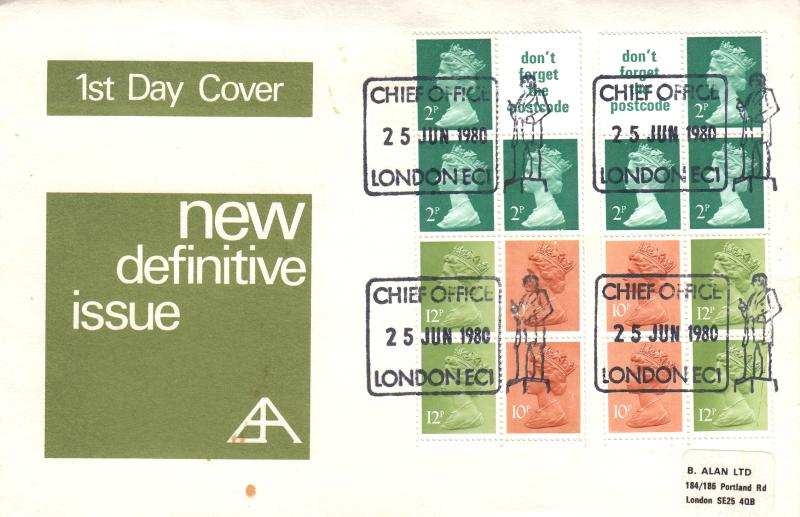 1st Day Cover
new
definitive
issue
2P
don't
forget
the
postcode
2P
2P
12P
12P
10P
don't
forget
postcode
2P
2P
2P
10P
12P
10P
12P
CHIEF OFFICE
25 JUN 1980
LONDON EC1
CHIEF OFFICE
25 JUN 1980
LONDON EC1
CHIEF OFFICE
25 JUN 1980
LONDON EC1
CHIEF OFFICE
25 JUN 1980
LONDON EC1
B. ALAN LTD
184/186 Portland Rd
London SE25 4QB